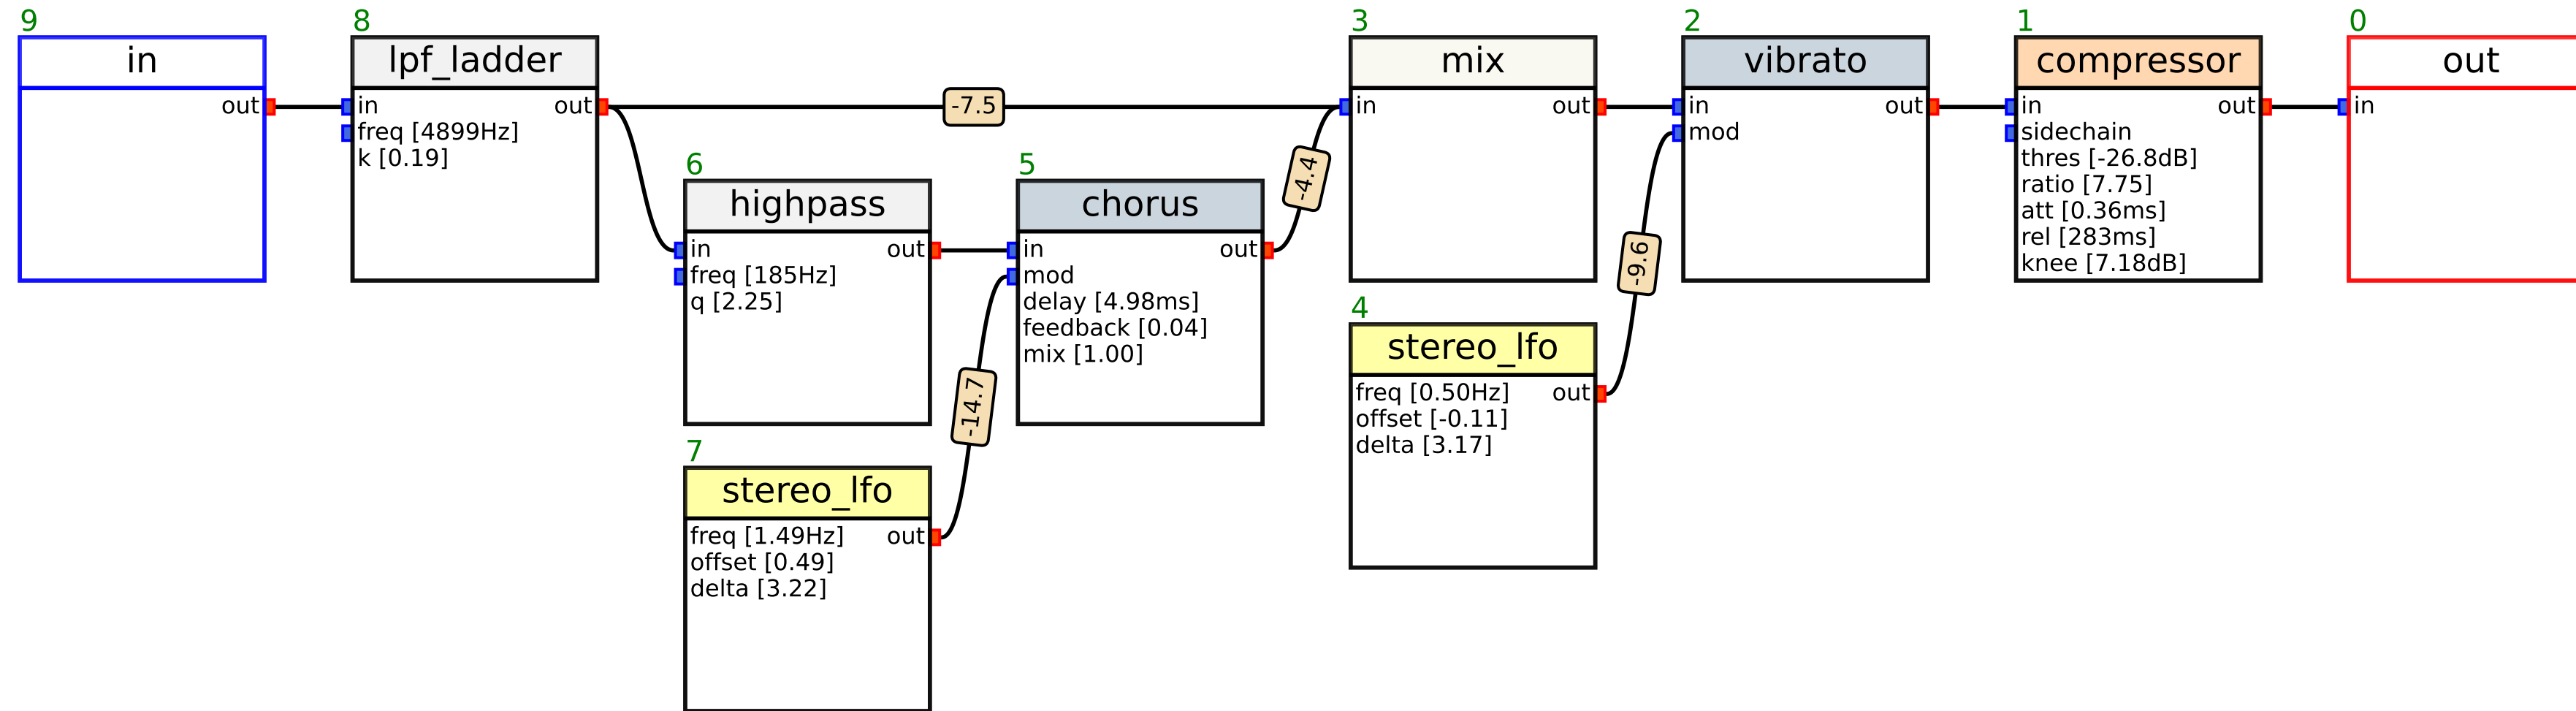 9
in
out
8
lpf_ladder
in out
freq [4899Hz]
k [0.19]
-7.5
6
highpass
in out
freq [185Hz]
q [2.25]
7
stereo_lfo
freq [1.49Hz] out
offset [0.49]
delta [3.22]
-14.7
5
chorus
in out
mod
delay [4.98ms]
feedback [0.04]
mix [1.00]
-4.4
3
mix
in out
4
stereo_lfo
freq [0.50Hz] out
offset [-0.11]
delta [3.17]
-9.6
2
vibrato
in out
mod
1
compressor
in out
sidechain
thres [-26.8dB]
ratio [7.75]
att [0.36ms]
rel [283ms]
knee [7.18dB]
0
out
in